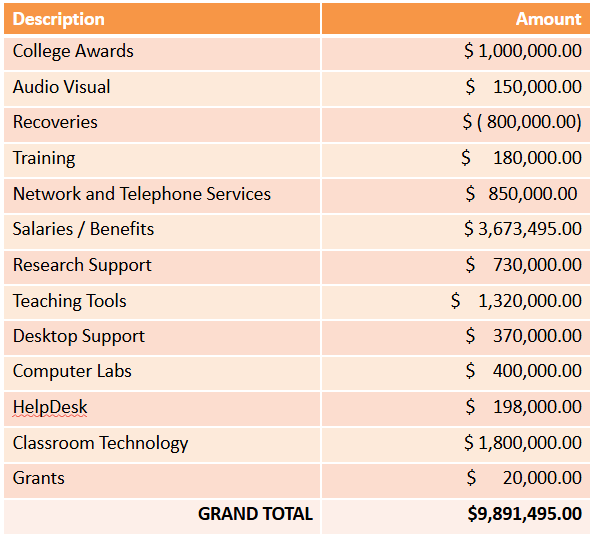 Description Amount
College Awards $ 1,000,000.00
Audio Visual $ 150,000.00
Recoveries $ ( 800,000.00)
Training $ 180,000.00
Network and Telephone Services $ 850,000.00
Salaries / Benefits $ 3,673,495.00
Research Support $ 730,000.00
Teaching Tools $ 1,320,000.00
Desktop Support $ 370,000.00
Computer Labs $ 400,000.00
HelpDesk $ 198,000.00
Classroom Technology $ 1,800,000.00
Grants $ 20,000.00
GRAND TOTAL $9,891,495.00